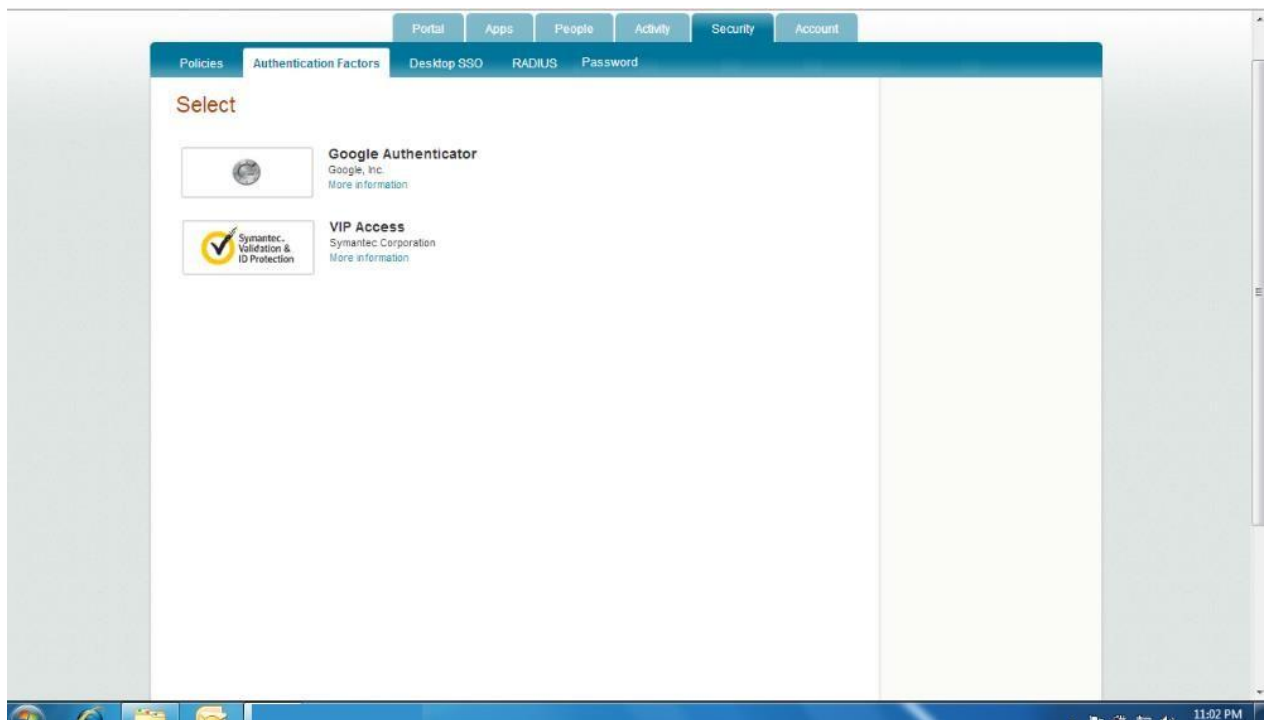 Portal Apps People Activity Security Account
Policies Authentication Factors Desktop SSO RADIUS Password
Select
Google Authenticator
Google, Inc.
More information
Symantec.
Validation &
ID Protection
VIP Access
Symantec Corporation
More information
11:02 PM